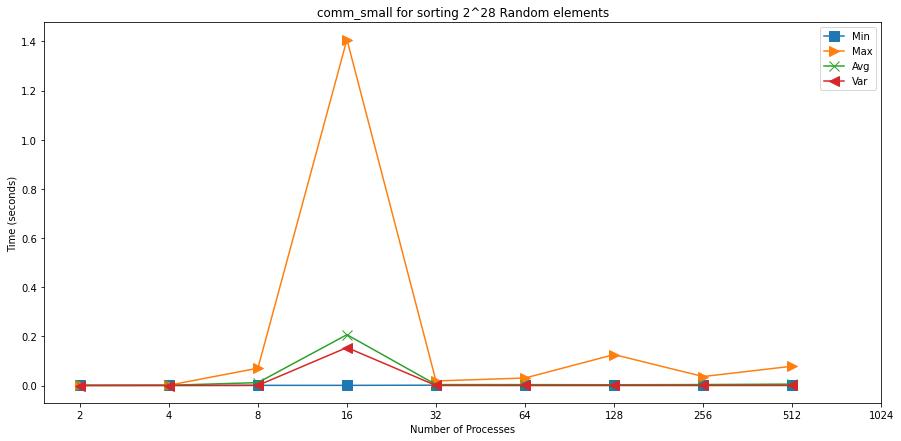 comm_small for sorting 2^28 Random elements
Min
Max
Avg
Var
Time (seconds)
1.4
1.2
1.0
0.8
0.6
0.4
0.2
0.0
2 4 8 16 32 64 128 256 512 1024
Number of Processes